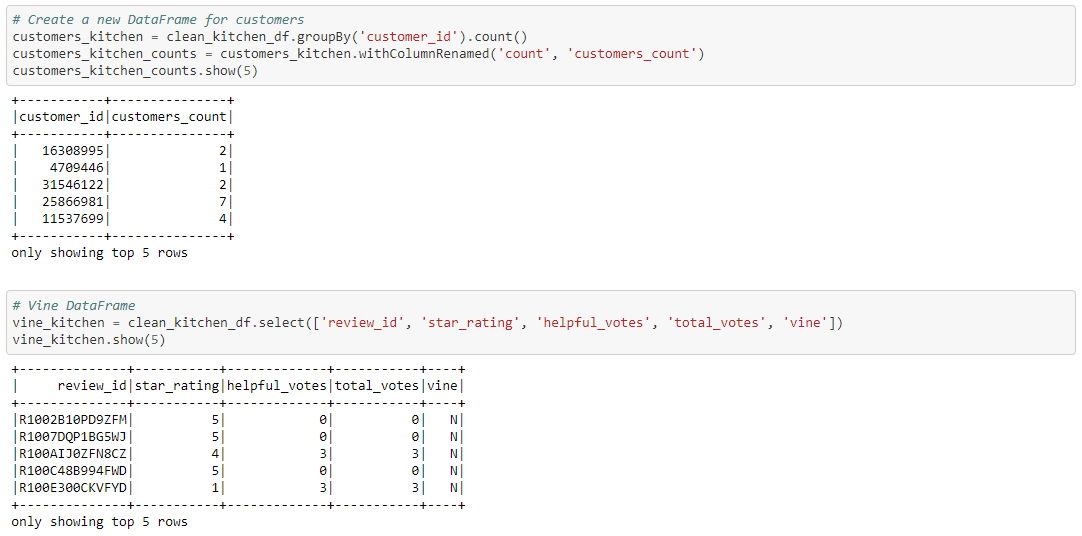 # Create a new DataFrame for customers
customers_kitchen = clean_kitchen_df.groupBy('customer_id').count()
customers_kitchen_counts = customers_kitchen.withColumnRenamed('count', 'customers_count')
customers_kitchen_counts.show(5)
+-----------+---------------+
|customer_id|customers_count|
+-----------+---------------+
|   16308995|              2|
|    4709446|              1|
|   31546122|              2|
|   25866981|              7|
|   11537699|              4|
+-----------+---------------+
only showing top 5 rows
# Vine DataFrame
vine_kitchen = clean_kitchen_df.select(['review_id', 'star_rating', 'helpful_votes', 'total_votes', 'vine'])
vine_kitchen.show(5)
+--------------+-----------+-------------+-----------+----+
|     review_id|star_rating|helpful_votes|total_votes|vine|
+--------------+-----------+-------------+-----------+----+
|R1002B10PD9ZFM|          5|            0|          0|   N|
|R1007DQP1BG5WJ|          5|            0|          0|   N|
|R100AIJ0ZFN8CZ|          4|            3|          3|   N|
|R100C48B994FWD|          5|            0|          0|   N|
|R100E300CKVFYD|          1|            3|          3|   N|
+--------------+-----------+-------------+-----------+----+
only showing top 5 rows